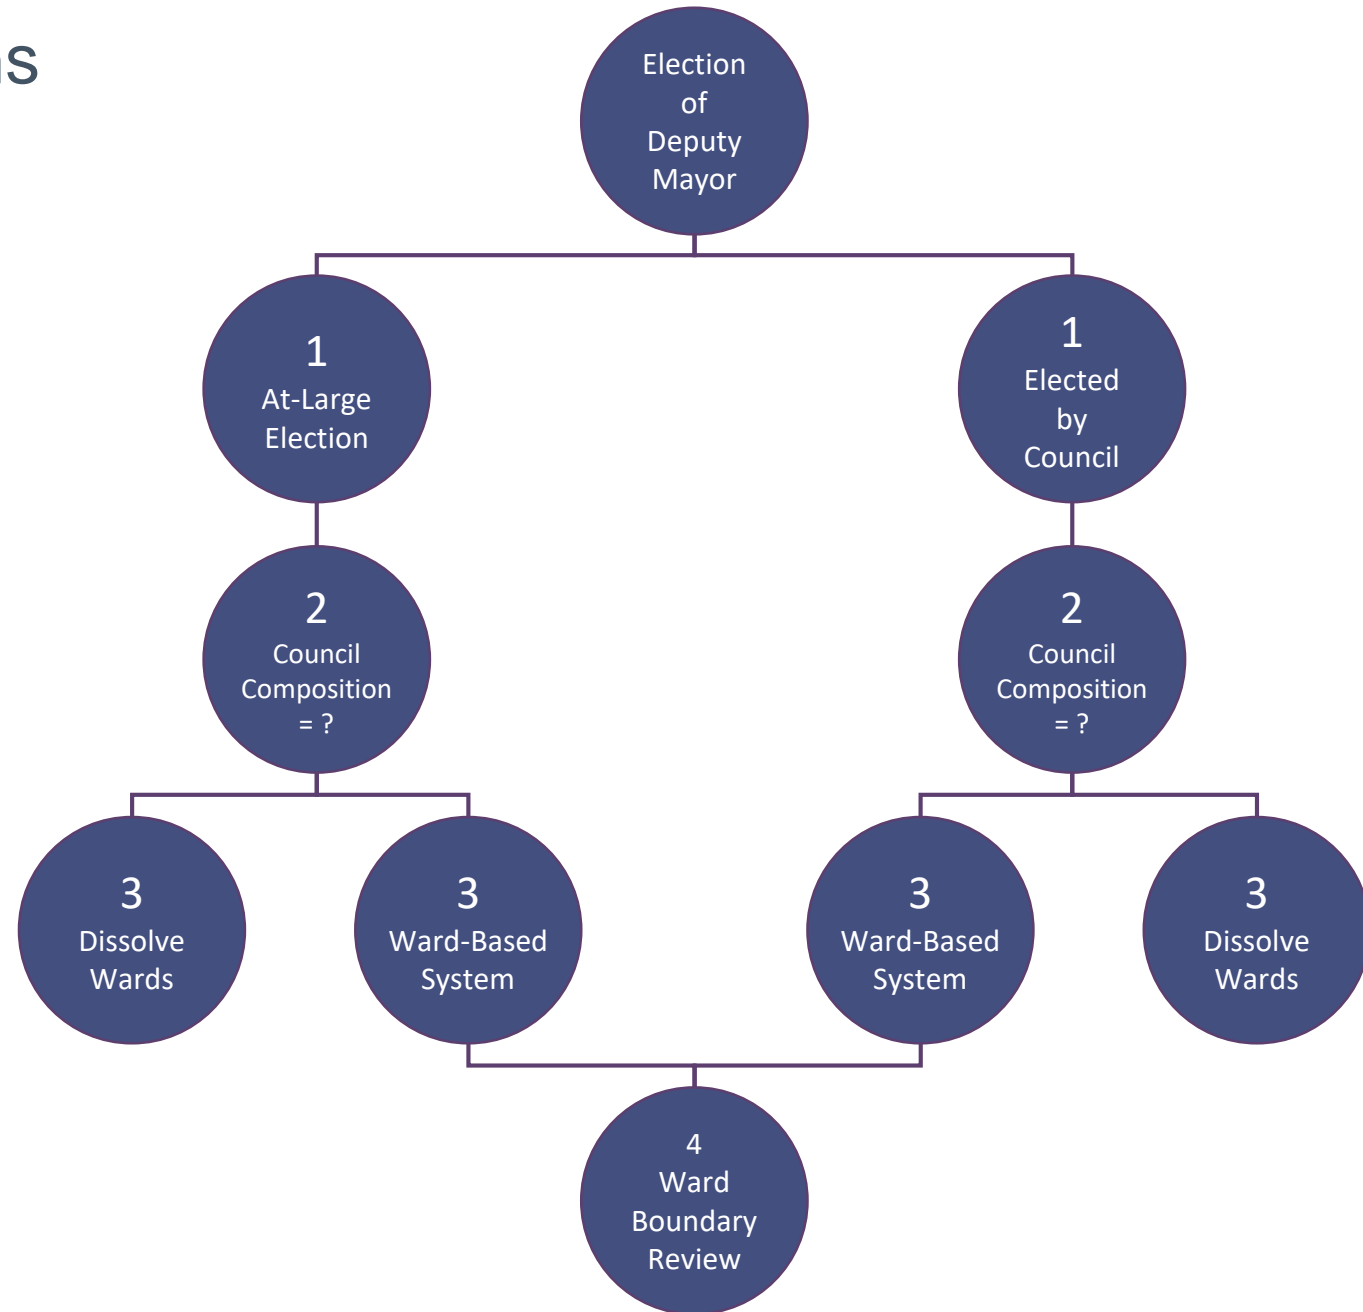 Election
of
Deputy
Mayor
1
At-Large
Election
1
Elected
by
Council
2
Council
Composition
= ?
2
Council
Composition
= ?
3
Dissolve
Wards
3
Ward-Based
System
3
Ward-Based
System
3
Dissolve
Wards
4
Ward
Boundary
Review